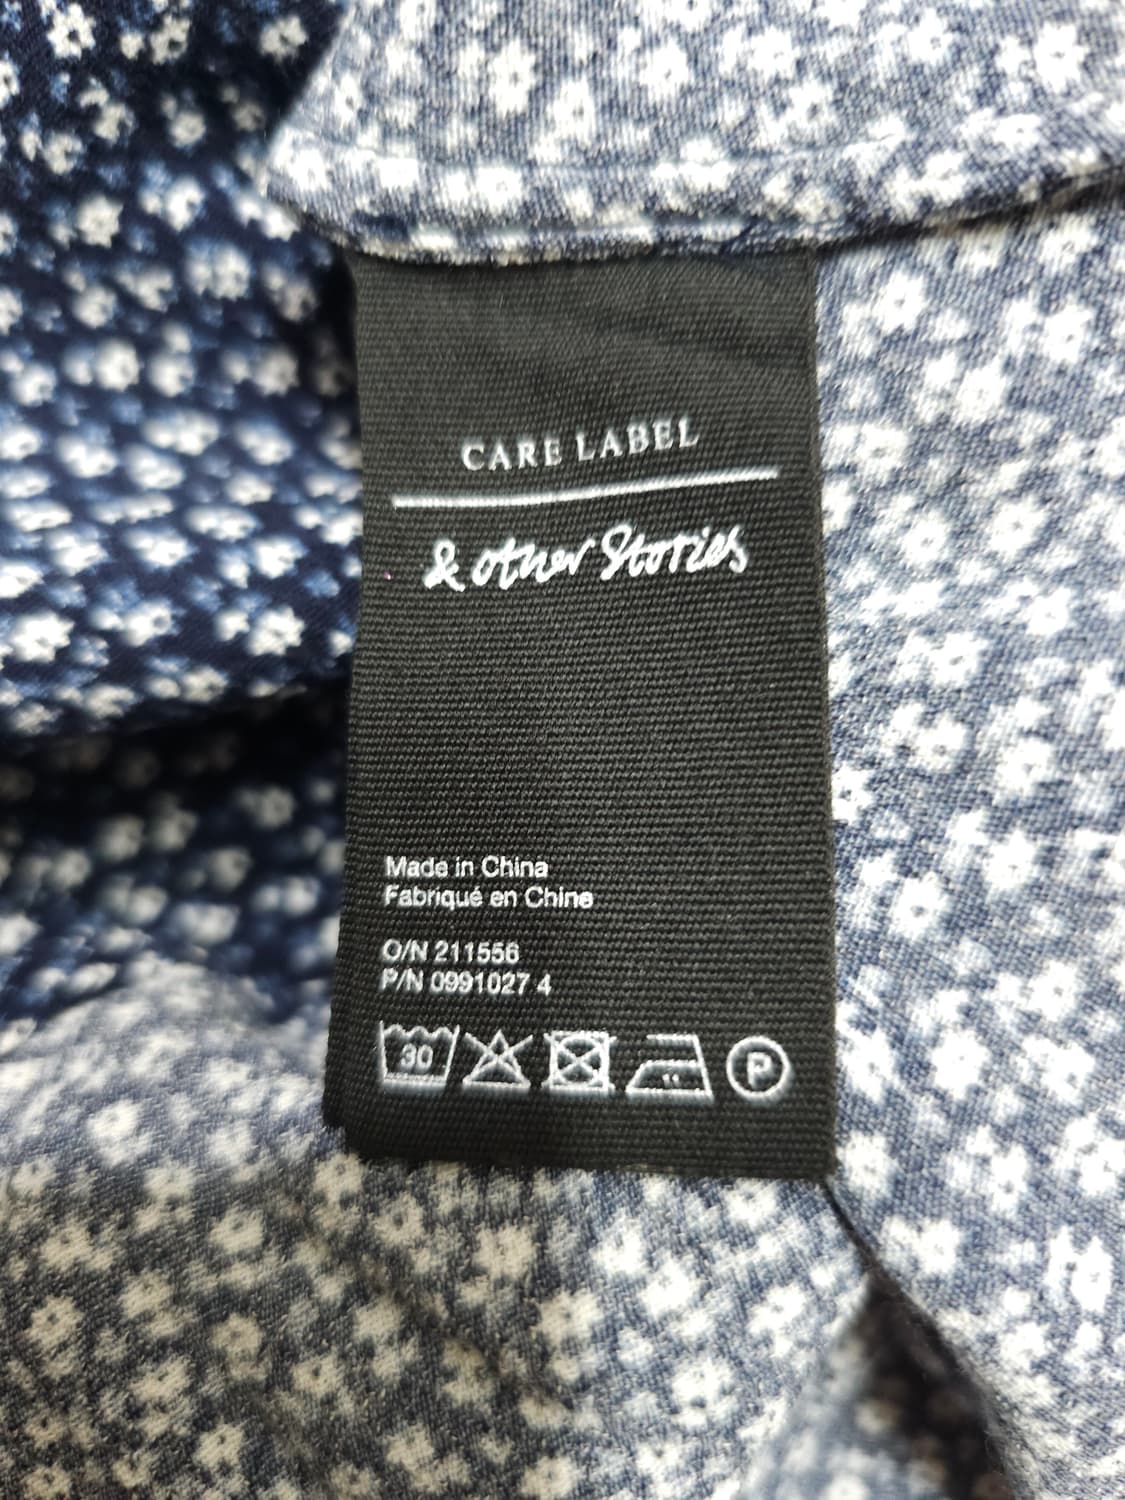 CARE LABEL
& other Stories
Made in China
Fabriqué en Chine
O/N 211556
P/N 0991027 4
30
P